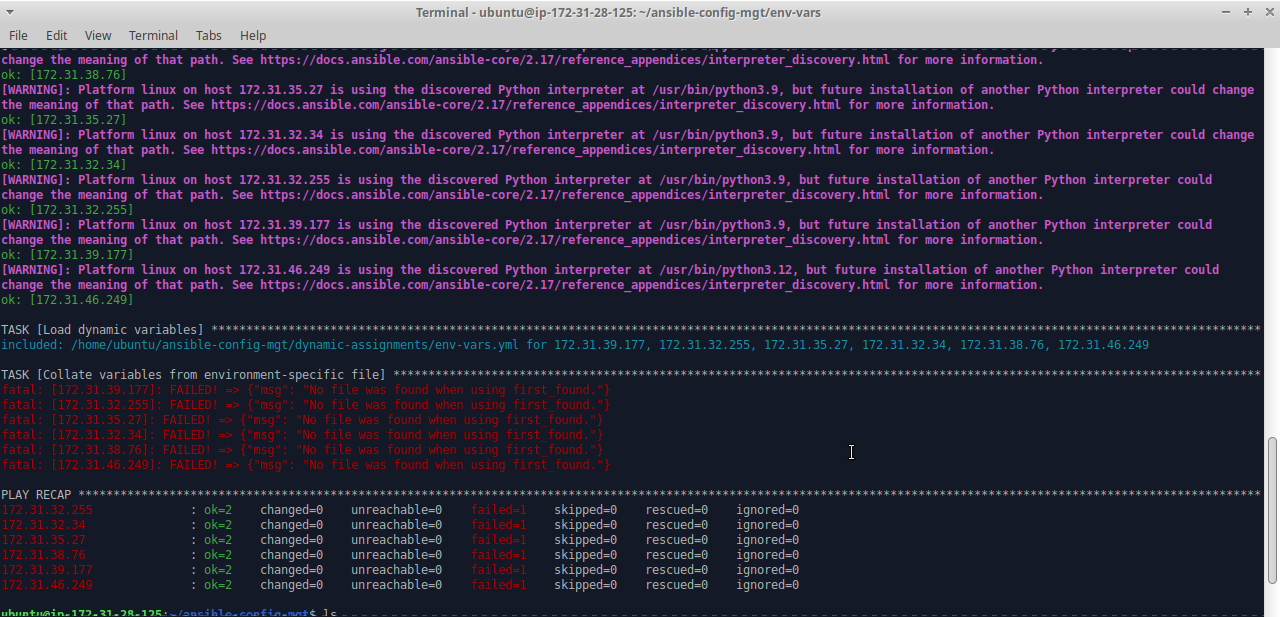 Terminal - ubuntu@ip-172-31-28-125: ~/ansible-config-mgt/env-vars
File Edit View Terminal Tabs Help
change the meaning of that path. See https://docs.ansible.com/ansible-core/2.17/reference_appendices/interpreter_discovery.html for more information.
ok: [172.31.38.76]
[WARNING]: Platform linux on host 172.31.35.27 is using the discovered Python interpreter at /usr/bin/python3.9, but future installation of another Python interpreter could change
the meaning of that path. See https://docs.ansible.com/ansible-core/2.17/reference_appendices/interpreter_discovery.html for more information.
ok: [172.31.35.27]
[WARNING]: Platform linux on host 172.31.32.34 is using the discovered Python interpreter at /usr/bin/python3.9, but future installation of another Python interpreter could change
the meaning of that path. See https://docs.ansible.com/ansible-core/2.17/reference_appendices/interpreter_discovery.html for more information.
ok: [172.31.32.34]
[WARNING]: Platform linux on host 172.31.32.255 is using the discovered Python interpreter at /usr/bin/python3.9, but future installation of another Python interpreter could
change the meaning of that path. See https://docs.ansible.com/ansible-core/2.17/reference_appendices/interpreter_discovery.html for more information.
ok: [172.31.32.255]
[WARNING]: Platform linux on host 172.31.39.177 is using the discovered Python interpreter at /usr/bin/python3.9, but future installation of another Python interpreter could
change the meaning of that path. See https://docs.ansible.com/ansible-core/2.17/reference_appendices/interpreter_discovery.html for more information.
ok: [172.31.39.177]
[WARNING]: Platform linux on host 172.31.46.249 is using the discovered Python interpreter at /usr/bin/python3.12, but future installation of another Python interpreter could
change the meaning of that path. See https://docs.ansible.com/ansible-core/2.17/reference_appendices/interpreter_discovery.html for more information.
ok: [172.31.46.249]
TASK [Load dynamic variables] ******************************************************************************************************************************************************
included: /home/ubuntu/ansible-config-mgt/dynamic-assignments/env-vars.yml for 172.31.39.177, 172.31.32.255, 172.31.35.27, 172.31.32.34, 172.31.38.76, 172.31.46.249
TASK [Collate variables from environment-specific file] ****************************************************************************************************************************
fatal: [172.31.39.177]: FAILED! => {"msg": "No file was found when using first_found."}
fatal: [172.31.32.255]: FAILED! => {"msg": "No file was found when using first_found."}
fatal: [172.31.35.27]: FAILED! => {"msg": "No file was found when using first_found."}
fatal: [172.31.32.34]: FAILED! => {"msg": "No file was found when using first_found."}
fatal: [172.31.38.76]: FAILED! => {"msg": "No file was found when using first_found."}
fatal: [172.31.46.249]: FAILED! => {"msg": "No file was found when using first_found."}
PLAY RECAP *************************************************************************************************************************************************************************
172.31.32.255 : ok=2 changed=0 unreachable=0 failed=1 skipped=0 rescued=0 ignored=0
172.31.32.34 : ok=2 changed=0 unreachable=0 failed=1 skipped=0 rescued=0 ignored=0
172.31.35.27 : ok=2 changed=0 unreachable=0 failed=1 skipped=0 rescued=0 ignored=0
172.31.38.76 : ok=2 changed=0 unreachable=0 failed=1 skipped=0 rescued=0 ignored=0
172.31.39.177 : ok=2 changed=0 unreachable=0 failed=1 skipped=0 rescued=0 ignored=0
172.31.46.249 : ok=2 changed=0 unreachable=0 failed=1 skipped=0 rescued=0 ignored=0
ubuntu@ip-172-31-28-125:~/ansible-config-mgt$ ls